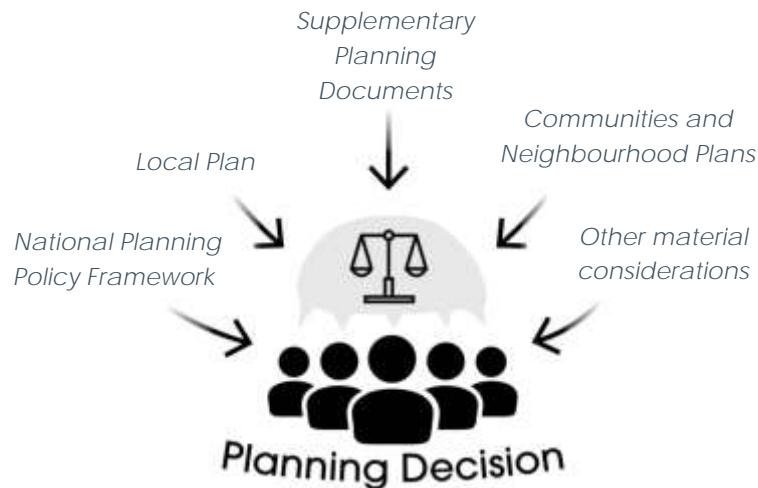 Supplementary
Planning
Documents
Communities and
Neighbourhood Plans
Local Plan
National Planning
Policy Framework
Other material
considerations
Planning Decision